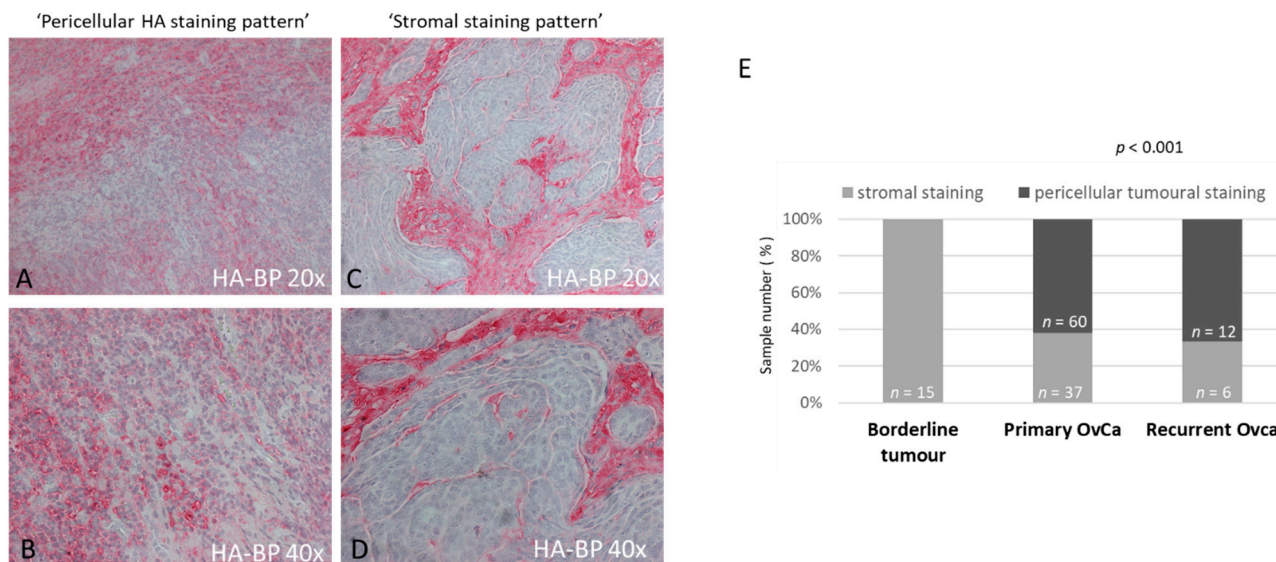 'Pericellular HA staining pattern'
'Stromal staining pattern'
A
HA-BP 20x
C
HA-BP 20x
B
HA-BP 40x
D
HA-BP 40x
E
p < 0.001
stromal staining
pericellular tumoural staining
Sample number ( % )
100%
80%
60%
40%
20%
0%
n = 15
n = 60
n = 37
n = 12
n = 6
Borderline
tumour
Primary OvCa
Recurrent Ovca